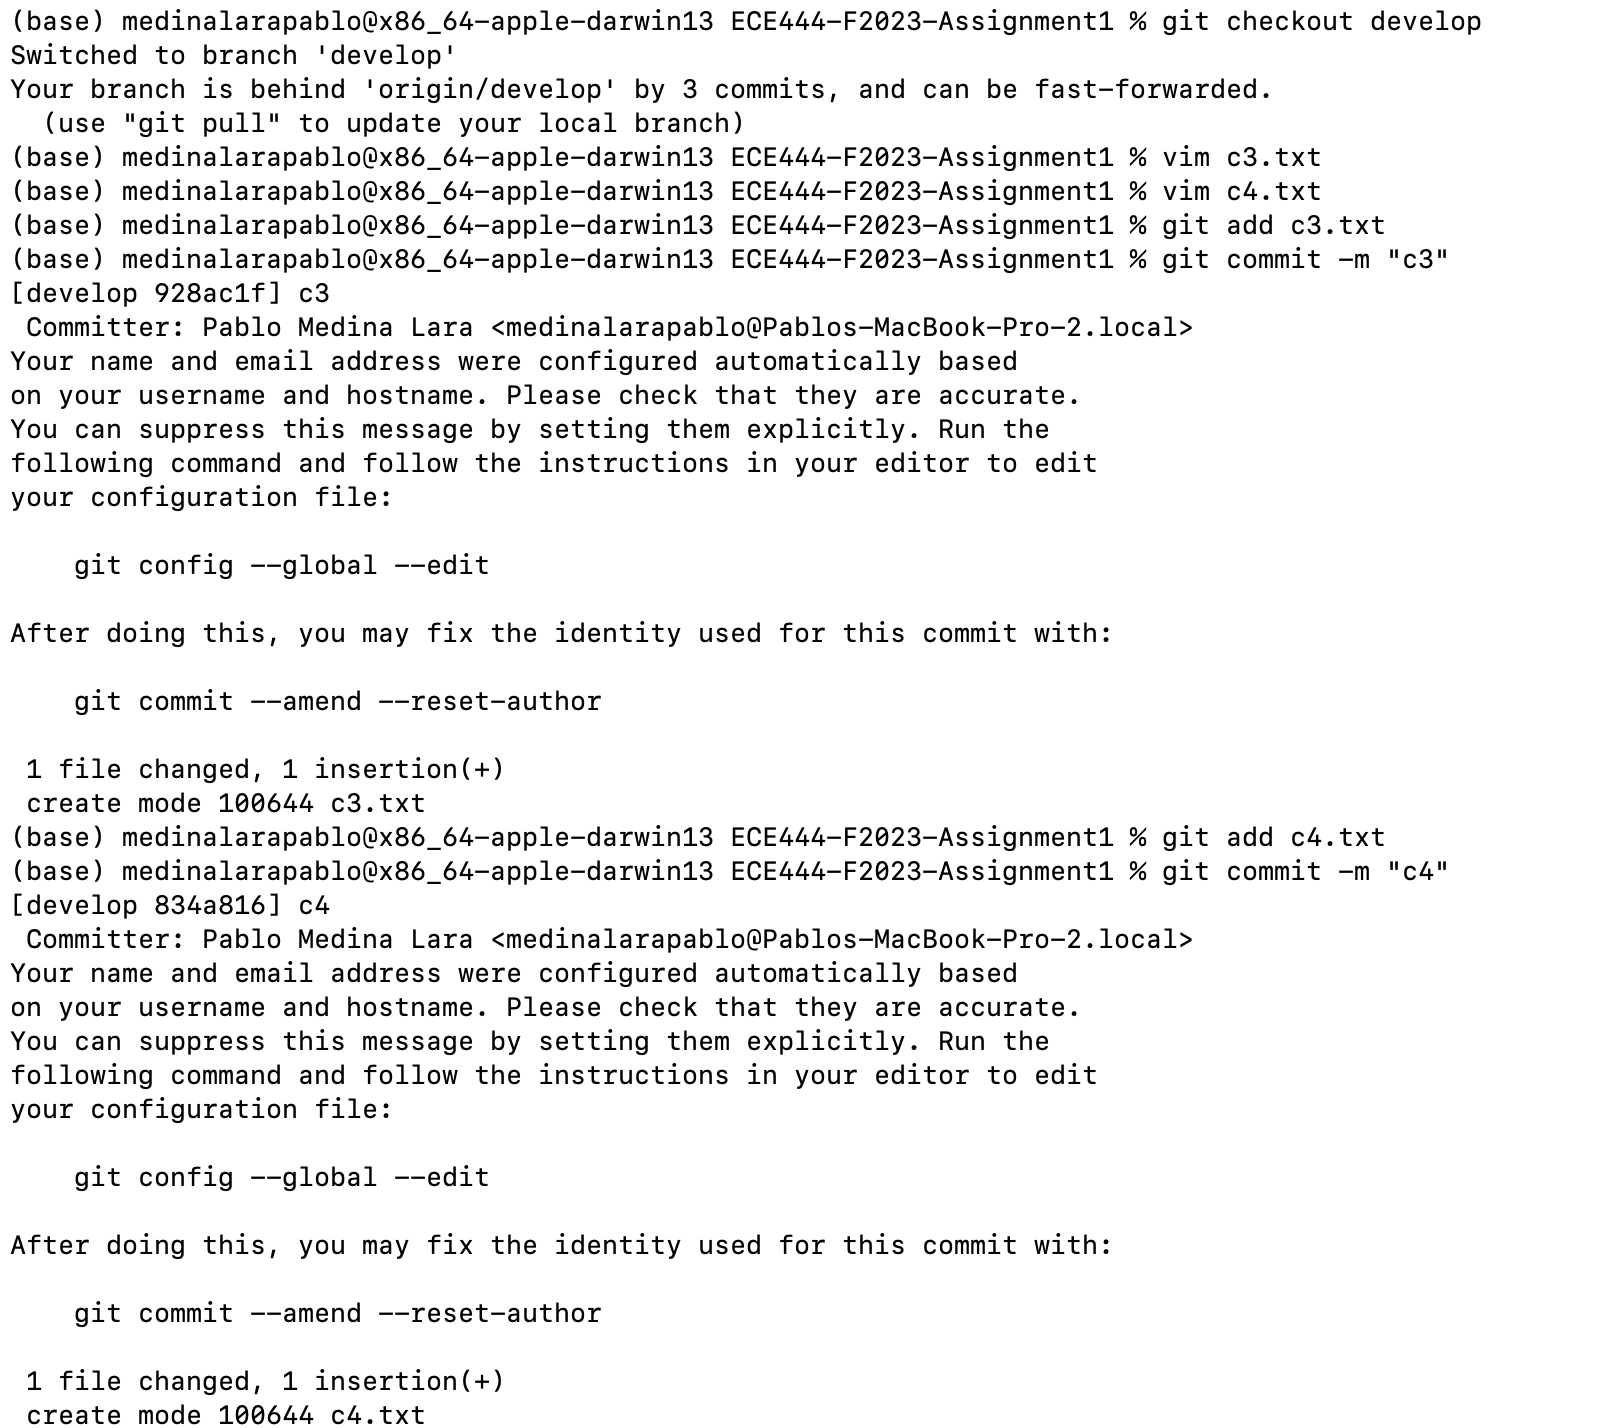 (base) medinalarapablo@x86_64-apple-darwin13 ECE444-F2023-Assignment1 % git checkout develop
Switched to branch 'develop'
Your branch is behind 'origin/develop' by 3 commits, and can be fast-forwarded.
  (use "git pull" to update your local branch)
(base) medinalarapablo@x86_64-apple-darwin13 ECE444-F2023-Assignment1 % vim c3.txt
(base) medinalarapablo@x86_64-apple-darwin13 ECE444-F2023-Assignment1 % vim c4.txt
(base) medinalarapablo@x86_64-apple-darwin13 ECE444-F2023-Assignment1 % git add c3.txt
(base) medinalarapablo@x86_64-apple-darwin13 ECE444-F2023-Assignment1 % git commit -m "c3"
[develop 928ac1f] c3
 Committer: Pablo Medina Lara <medinalarapablo@Pablos-MacBook-Pro-2.local>
Your name and email address were configured automatically based
on your username and hostname. Please check that they are accurate.
You can suppress this message by setting them explicitly. Run the
following command and follow the instructions in your editor to edit
your configuration file:

    git config --global --edit

After doing this, you may fix the identity used for this commit with:

    git commit --amend --reset-author

 1 file changed, 1 insertion(+)
 create mode 100644 c3.txt
(base) medinalarapablo@x86_64-apple-darwin13 ECE444-F2023-Assignment1 % git add c4.txt
(base) medinalarapablo@x86_64-apple-darwin13 ECE444-F2023-Assignment1 % git commit -m "c4"
[develop 834a816] c4
 Committer: Pablo Medina Lara <medinalarapablo@Pablos-MacBook-Pro-2.local>
Your name and email address were configured automatically based
on your username and hostname. Please check that they are accurate.
You can suppress this message by setting them explicitly. Run the
following command and follow the instructions in your editor to edit
your configuration file:

    git config --global --edit

After doing this, you may fix the identity used for this commit with:

    git commit --amend --reset-author

 1 file changed, 1 insertion(+)
 create mode 100644 c4.txt